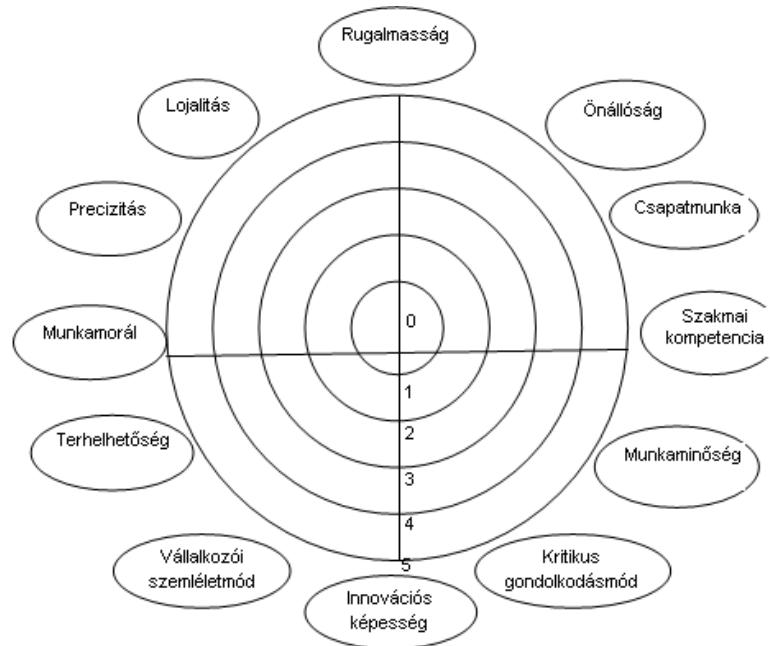 Rugalmasság
Lojalitás
Önállóság
Precizitás
Csapatmunka
Munkamorál
0
Szakmai
kompetencia
1
2
Terhelhetőség
Munkaminőség
3
4
Vállalkozói
szemléletmód
5
Kritikus
gondolkodásmód
Innovációs
képesség